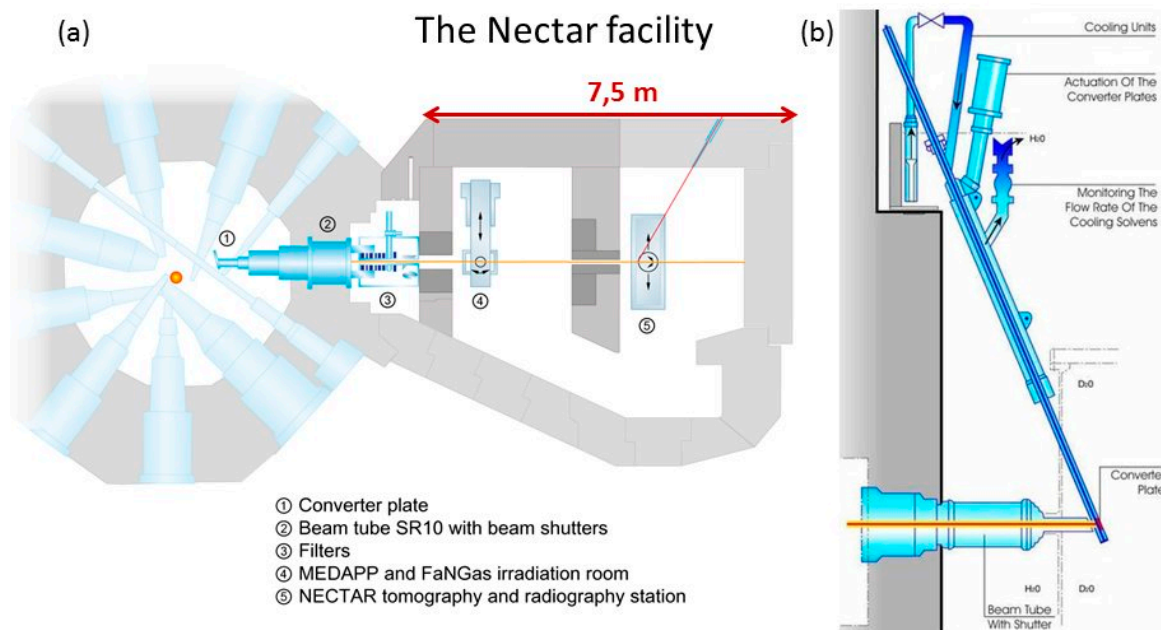 (a)
The Nectar facility
7,5 m
①
②
③
④
⑤
① Converter plate
② Beam tube SR10 with beam shutters
③ Filters
④ MEDAPP and FaNGas irradiation room
⑤ NECTAR tomography and radiography station
(b)
Cooling Units
Actuation Of The
Converter Plates
H₂0
Monitoring The
Flow Rate Of The
Cooling Solvens
D₂0
Converte
Plate
H₂0
D₂0
Beam Tube
With Shutter